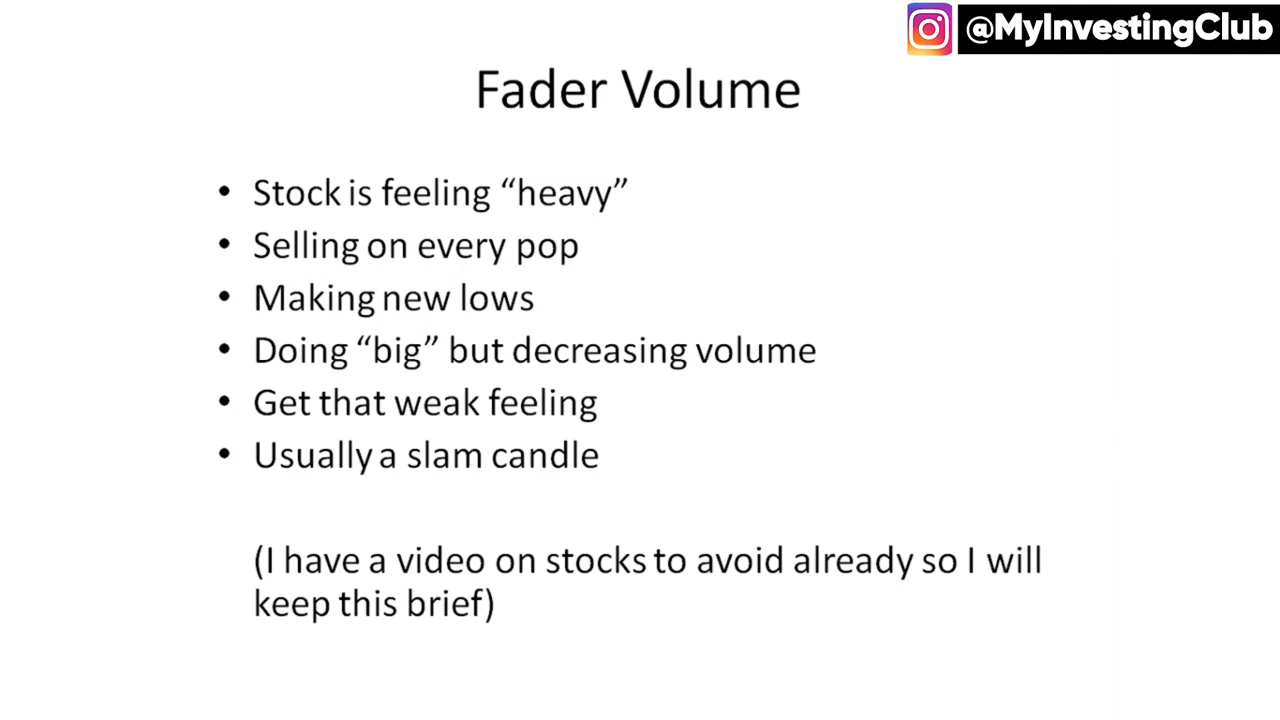 @MyInvestingClub
Fader Volume
• Stock is feeling “heavy”
• Selling on every pop
• Making new lows
• Doing “big” but decreasing volume
• Get that weak feeling
• Usually a slam candle
(I have a video on stocks to avoid already so I will
keep this brief)